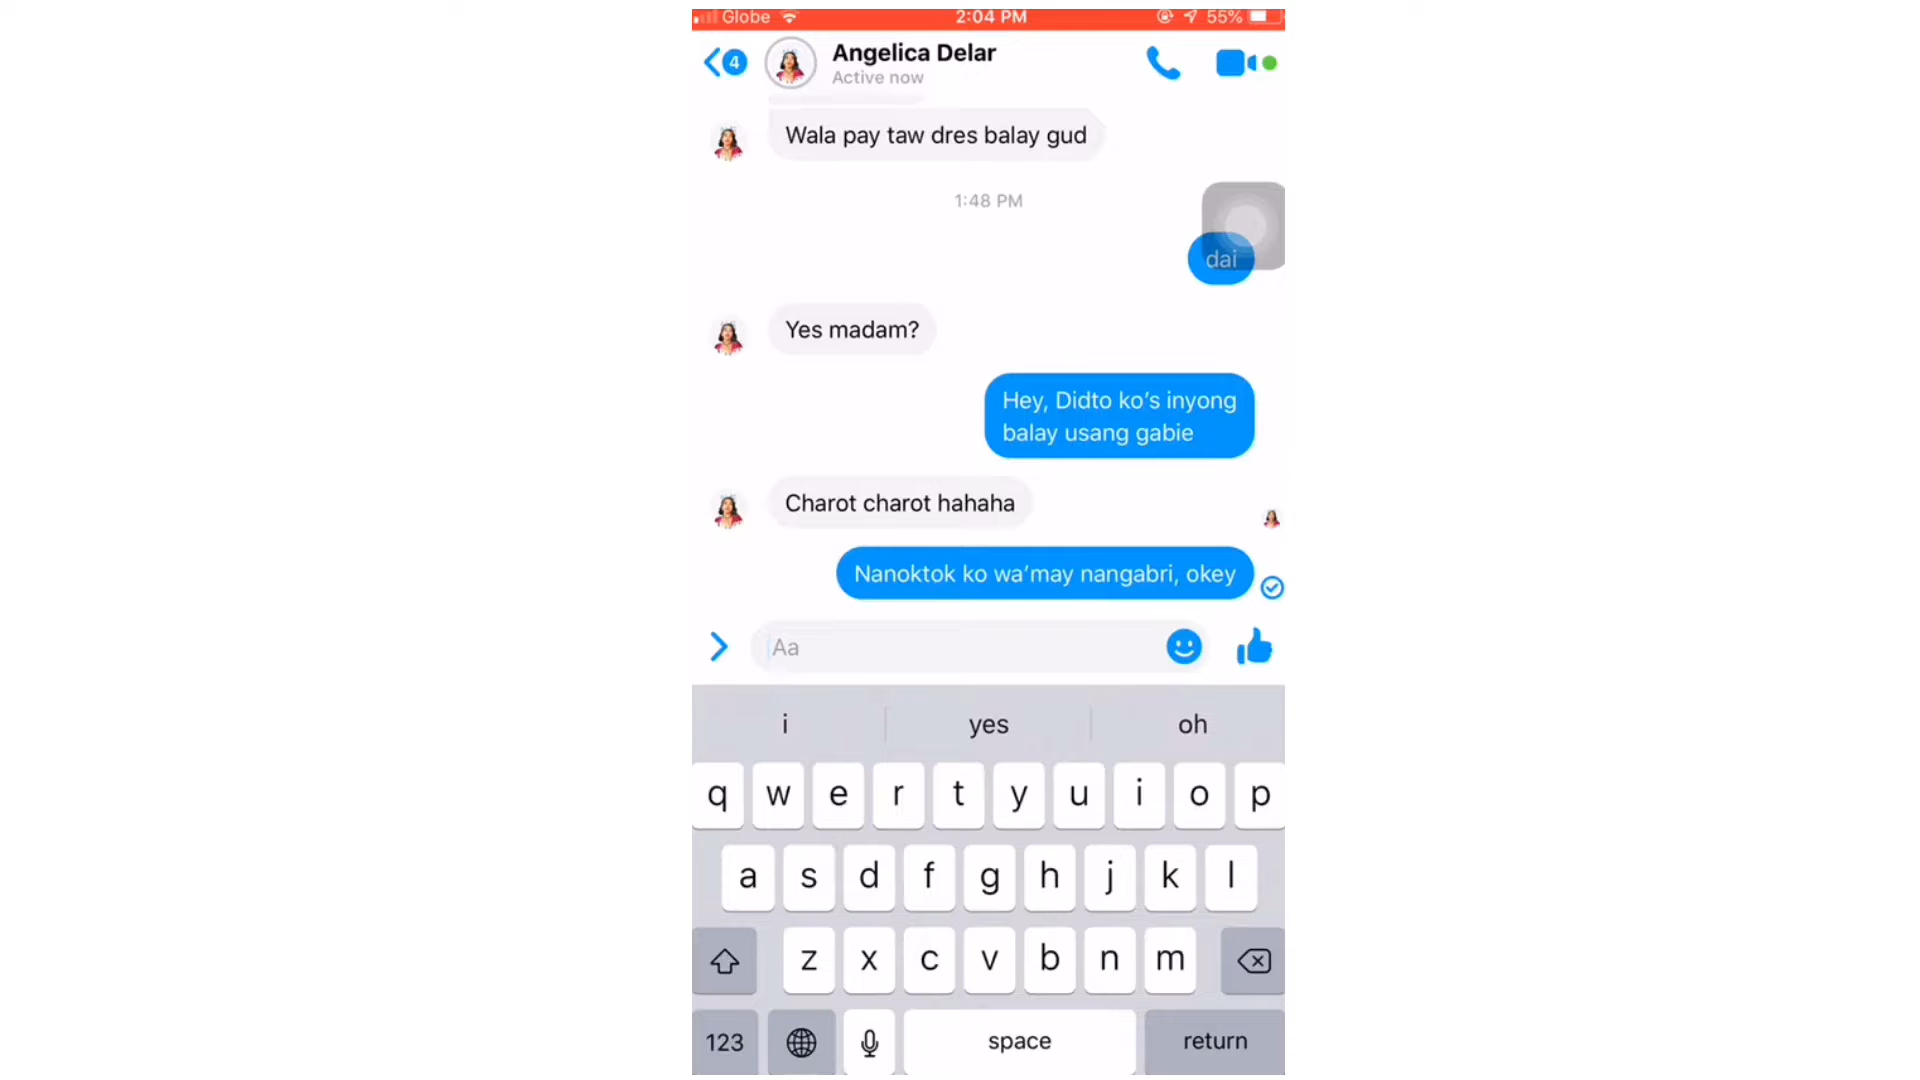 Globe 2:04 PM 55%
4 Angelica Delar
Active now
Wala pay taw dres balay gud
1:48 PM
dai
Yes madam?
Hey, Didto ko's inyong
balay usang gabie
Charot charot hahaha
Nanoktok ko wa'may nangabri, okey
Aa
i yes oh
q w e r t y u i o p
a s d f g h j k l
z x c v b n m
123 space return